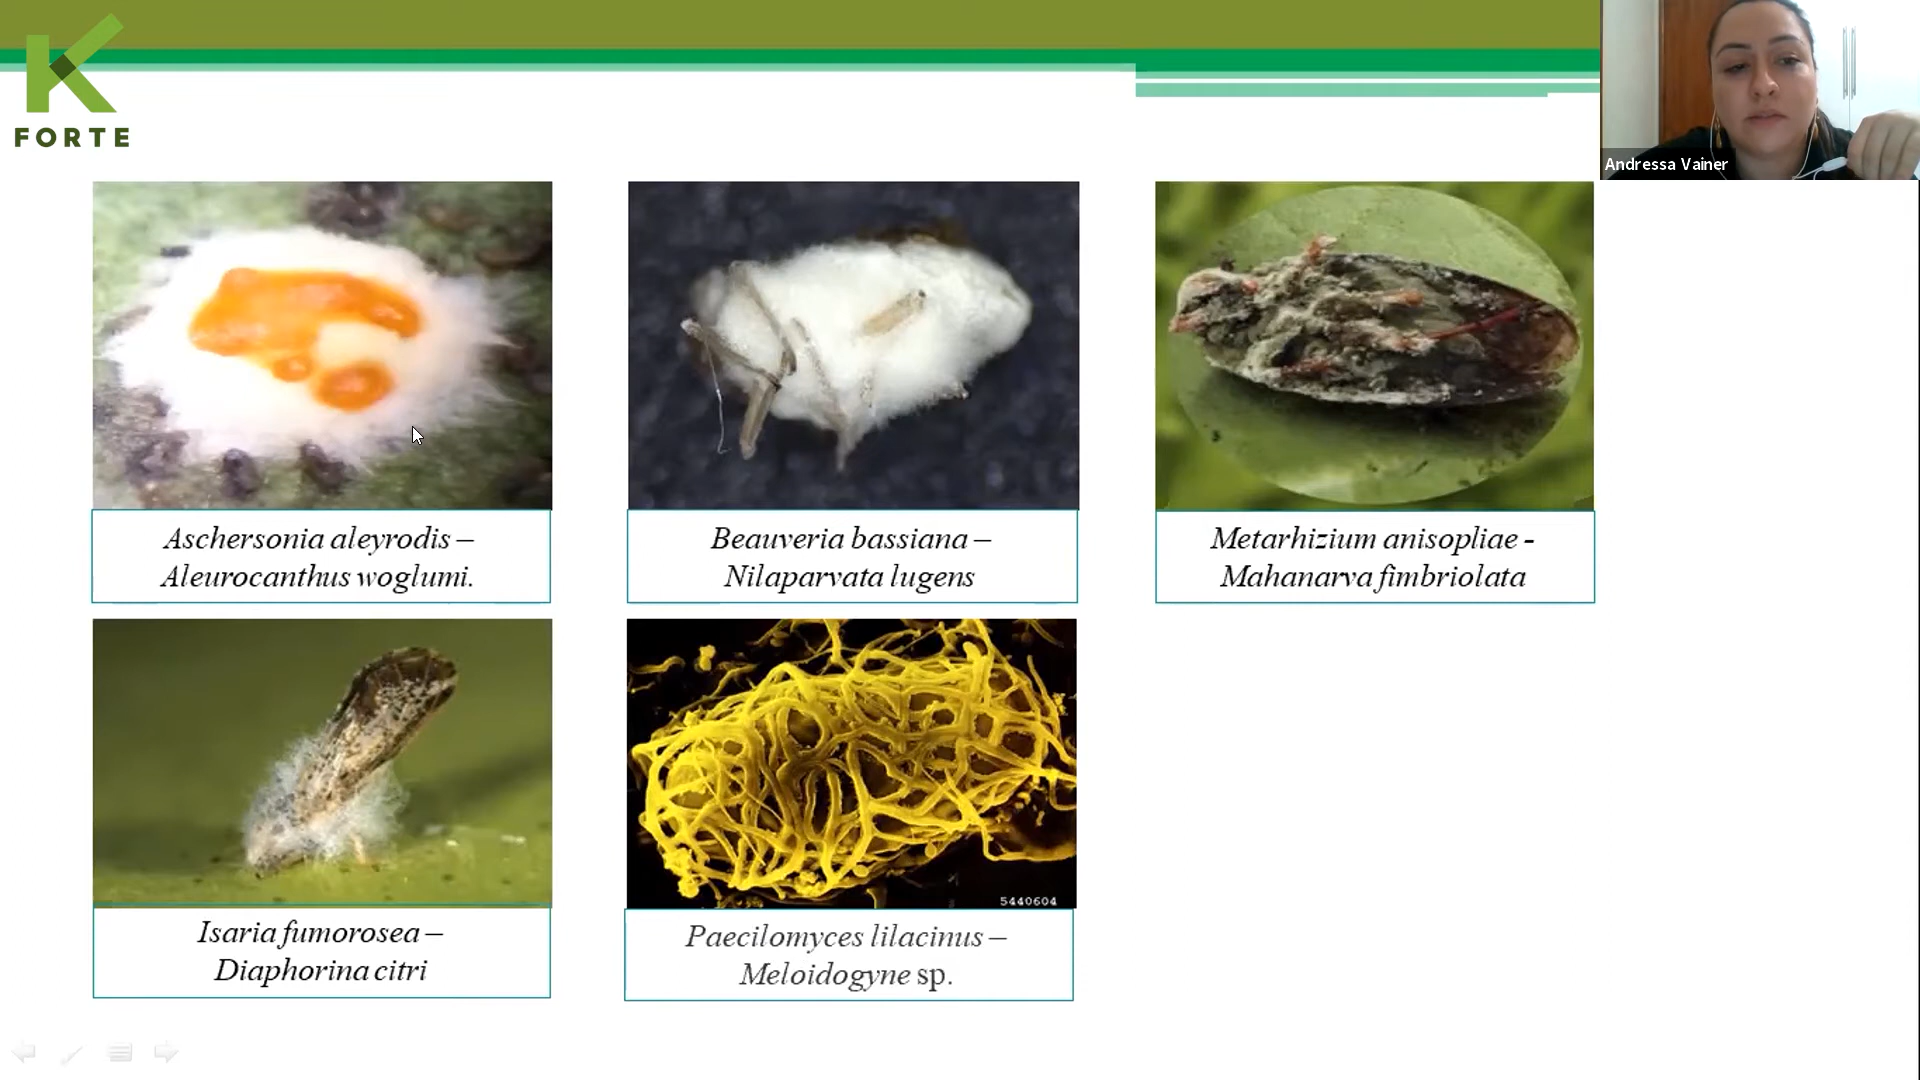 K
FORTE
Andressa Vainer
Aschersonia aleyrodis –
Aleurocanthus woglumi.
Beauveria bassiana –
Nilaparvata lugens
Metarhizium anisopliae -
Mahanarva fimbriolata
5440604
Isaria fumorosea –
Diaphorina citri
Paecilomyces lilacinus –
Meloidogyne sp.